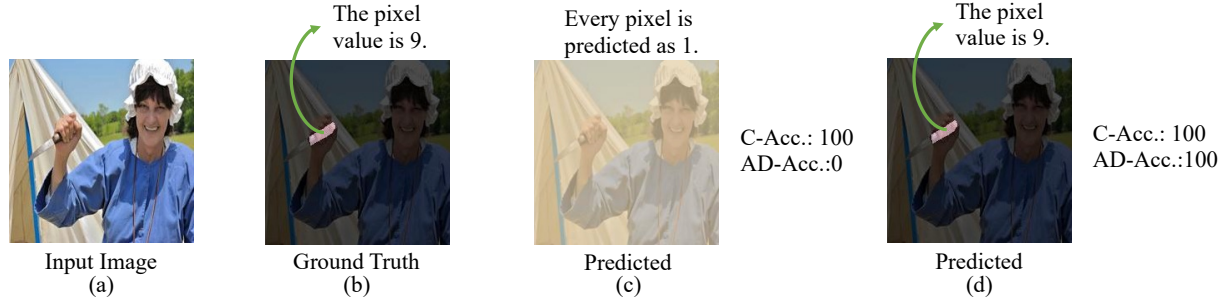 The pixel
value is 9.
Every pixel is
predicted as 1.
The pixel
value is 9.
C-Acc.: 100
AD-Acc.:0
C-Acc.: 100
AD-Acc.:100
Input Image
(a)
Ground Truth
(b)
Predicted
(c)
Predicted
(d)